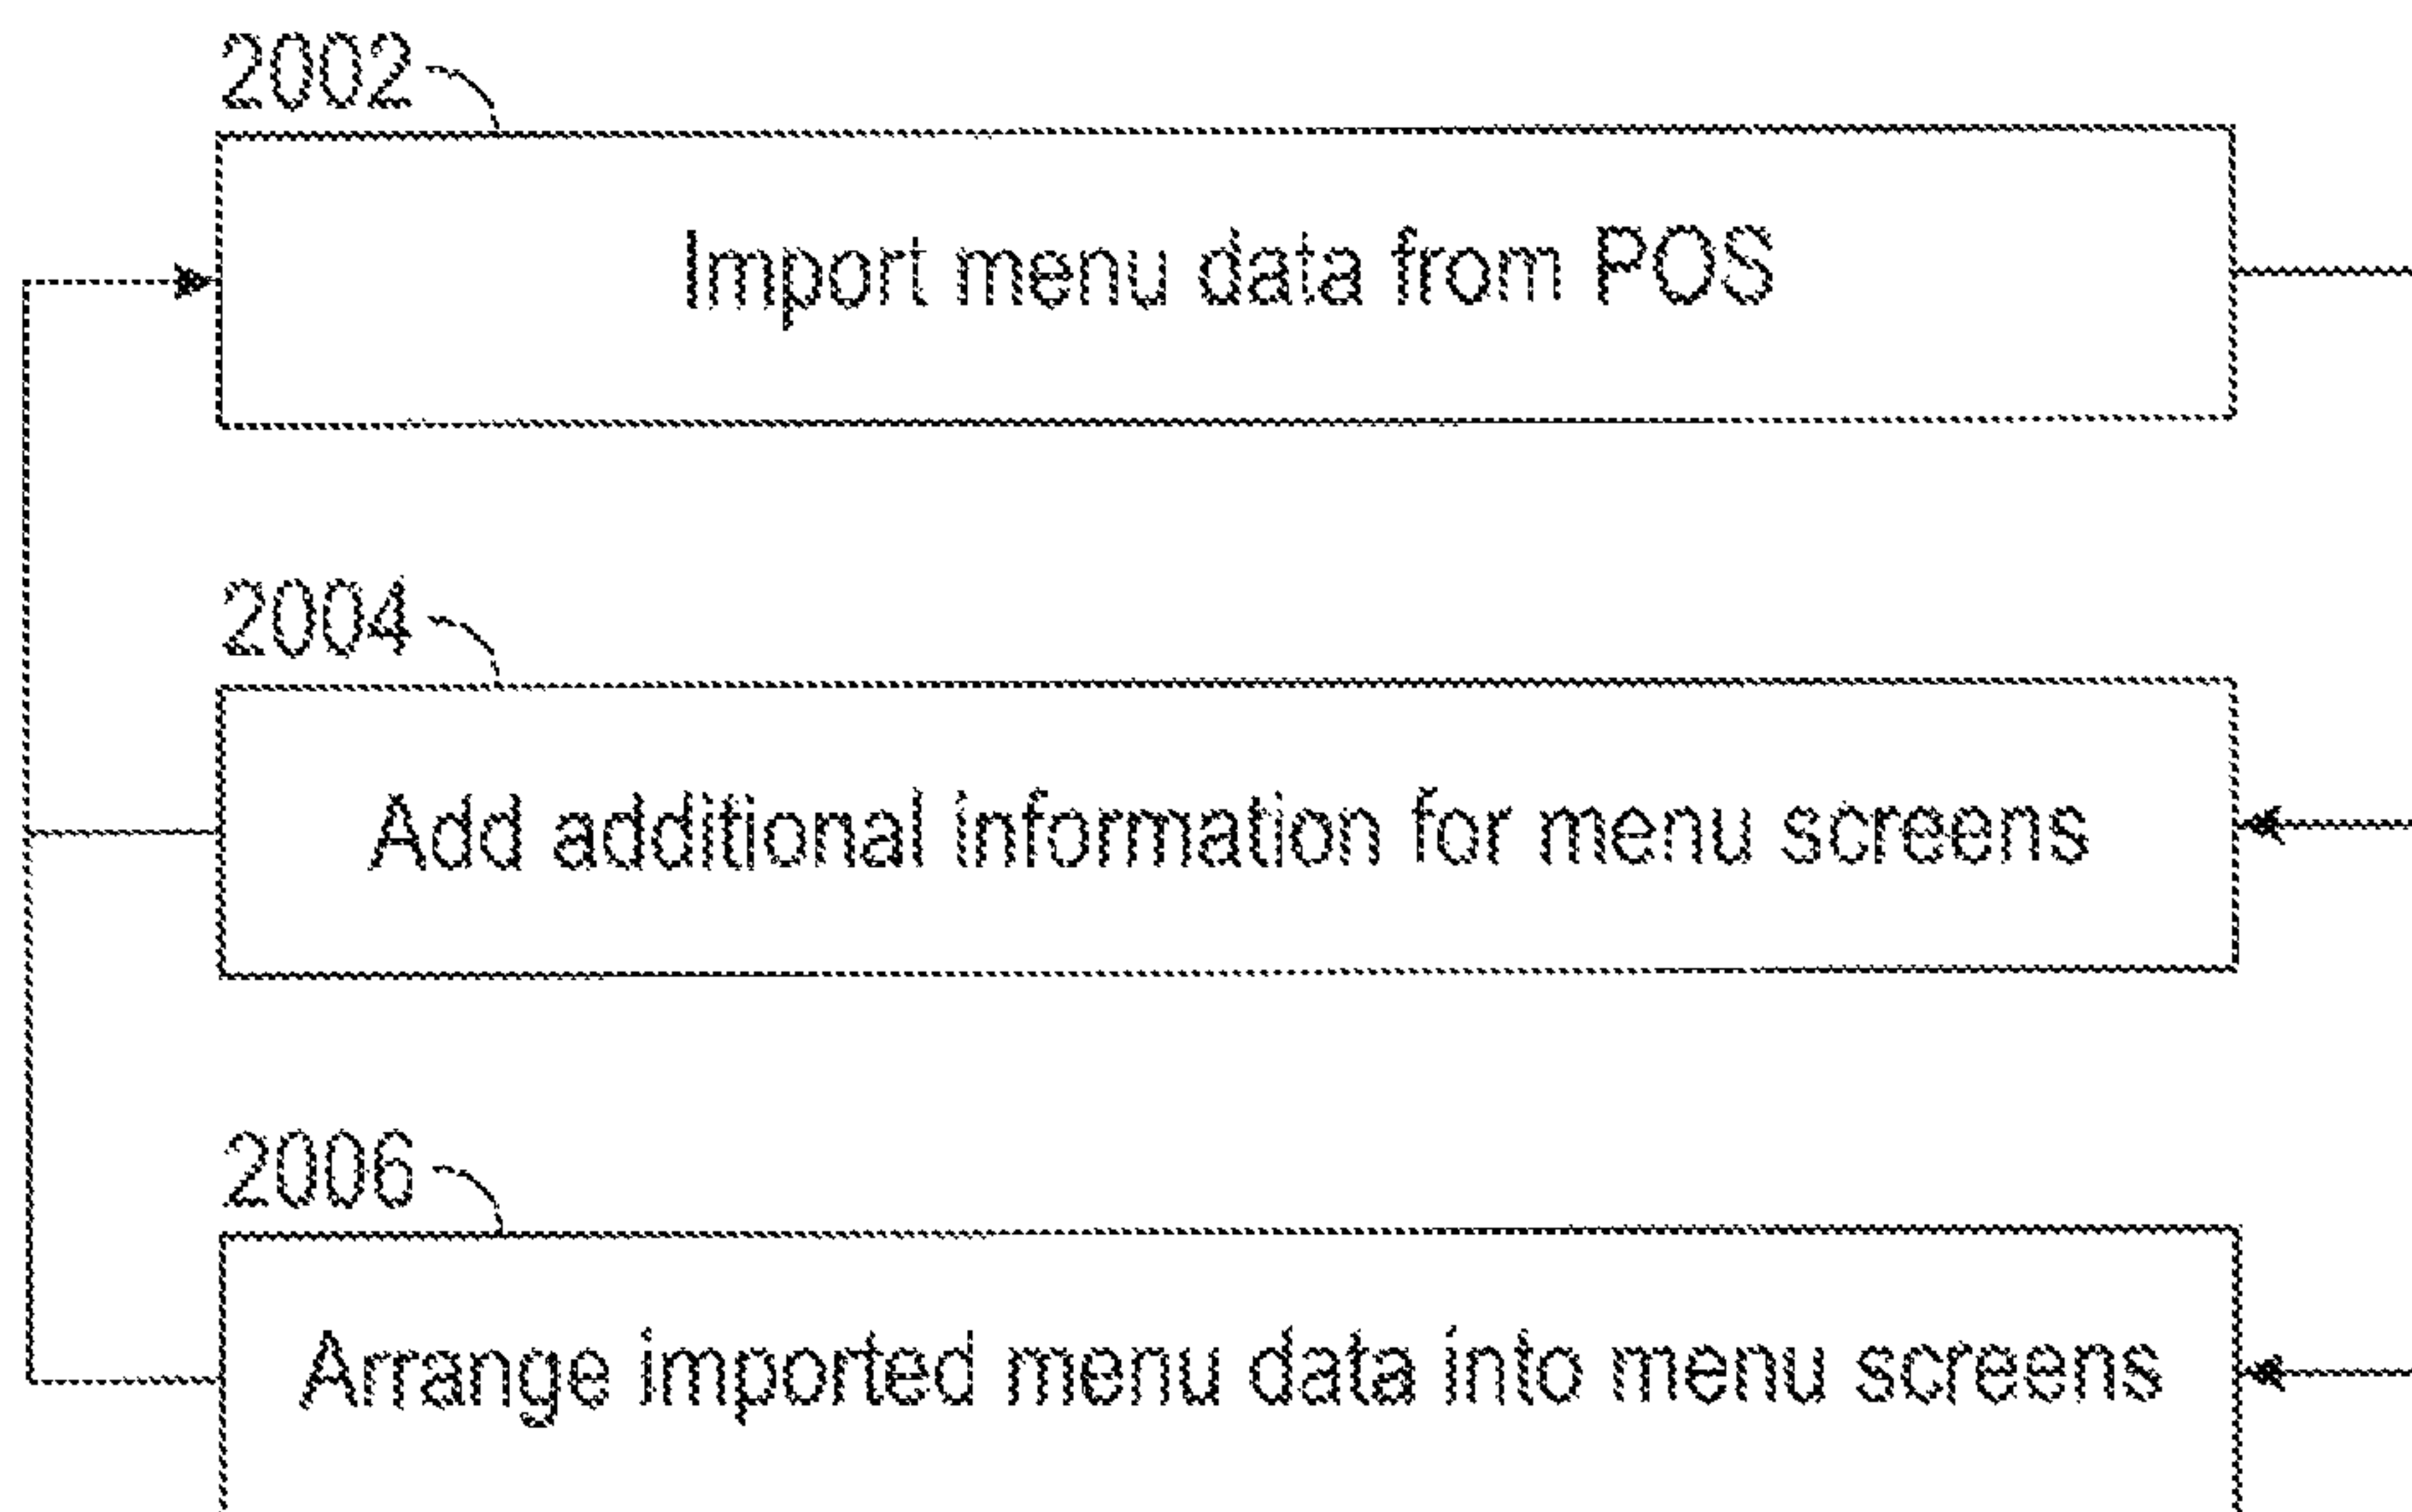 2002
Import menu data from POS
2004
Add additional information for menu screens
2006
Arrange imported menu data into menu screens